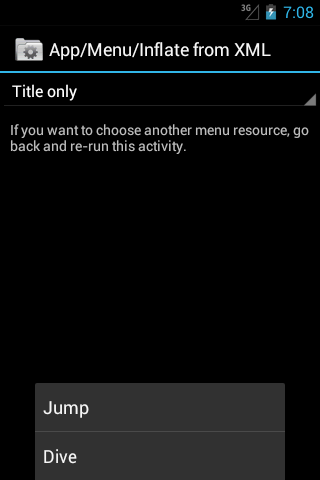 3G 7:08
App/Menu/Inflate from XML
Title only
If you want to choose another menu resource, go
back and re-run this activity.
Jump
Dive